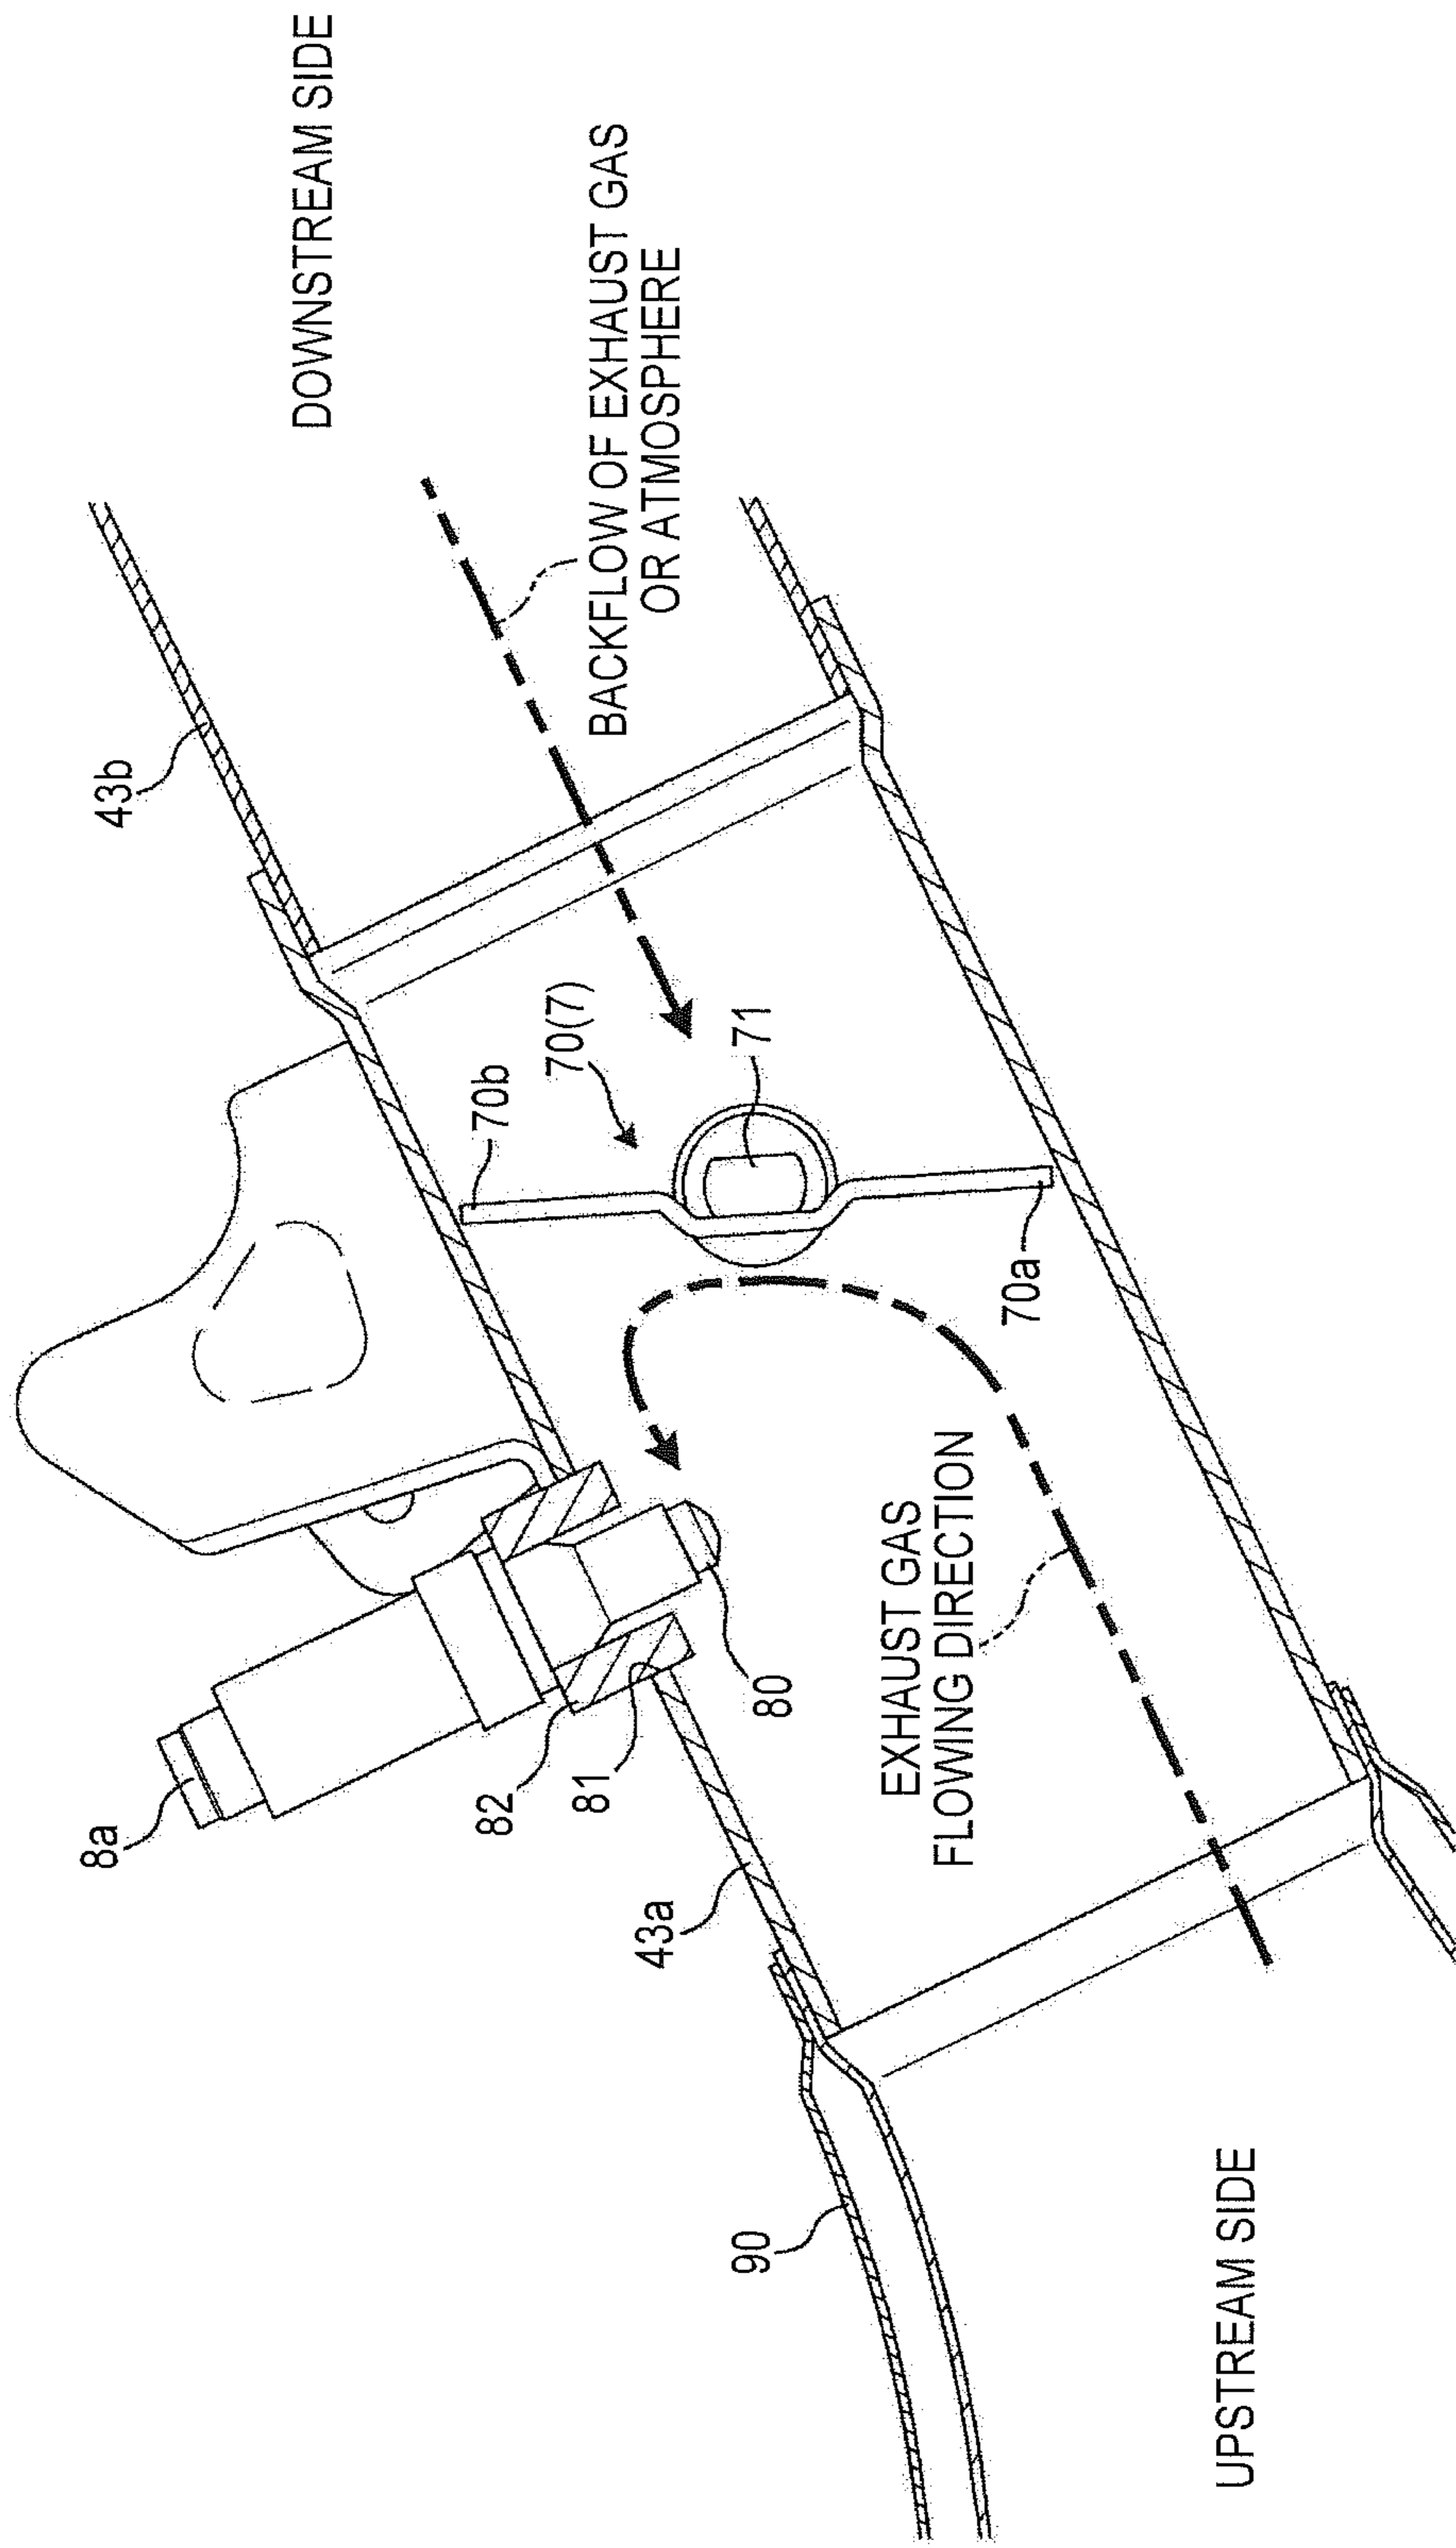 DOWNSTREAM SIDE
BACKFLOW OF EXHAUST GAS
OR ATMOSPHERE
43b
70(7)
70b
71
70a
8a
82
81
80
43a
EXHAUST GAS
FLOWING DIRECTION
90
UPSTREAM SIDE